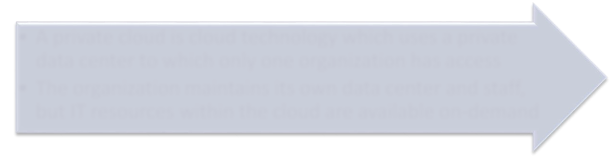 • A private cloud is cloud technology which uses a private
data center to which only one organization has access
• The organization maintains its own data center and staff,
but IT resources within the cloud are available on-demand